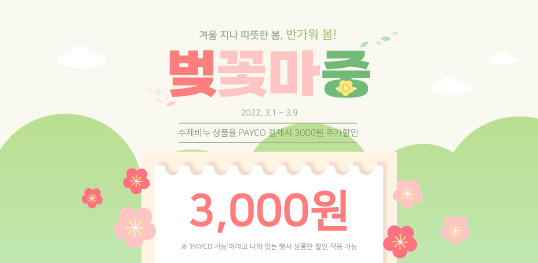 겨울 지나 따뜻한 봄, 반가워 봄!
벚꽃마중
2022. 3.1 – 3.9
수제비누 상품을 PAYCO 결제시 3000원 추가할인
3,000원
※ 'PAYCO 가능'이라고 나와 있는 행사 상품만 할인 적용 가능